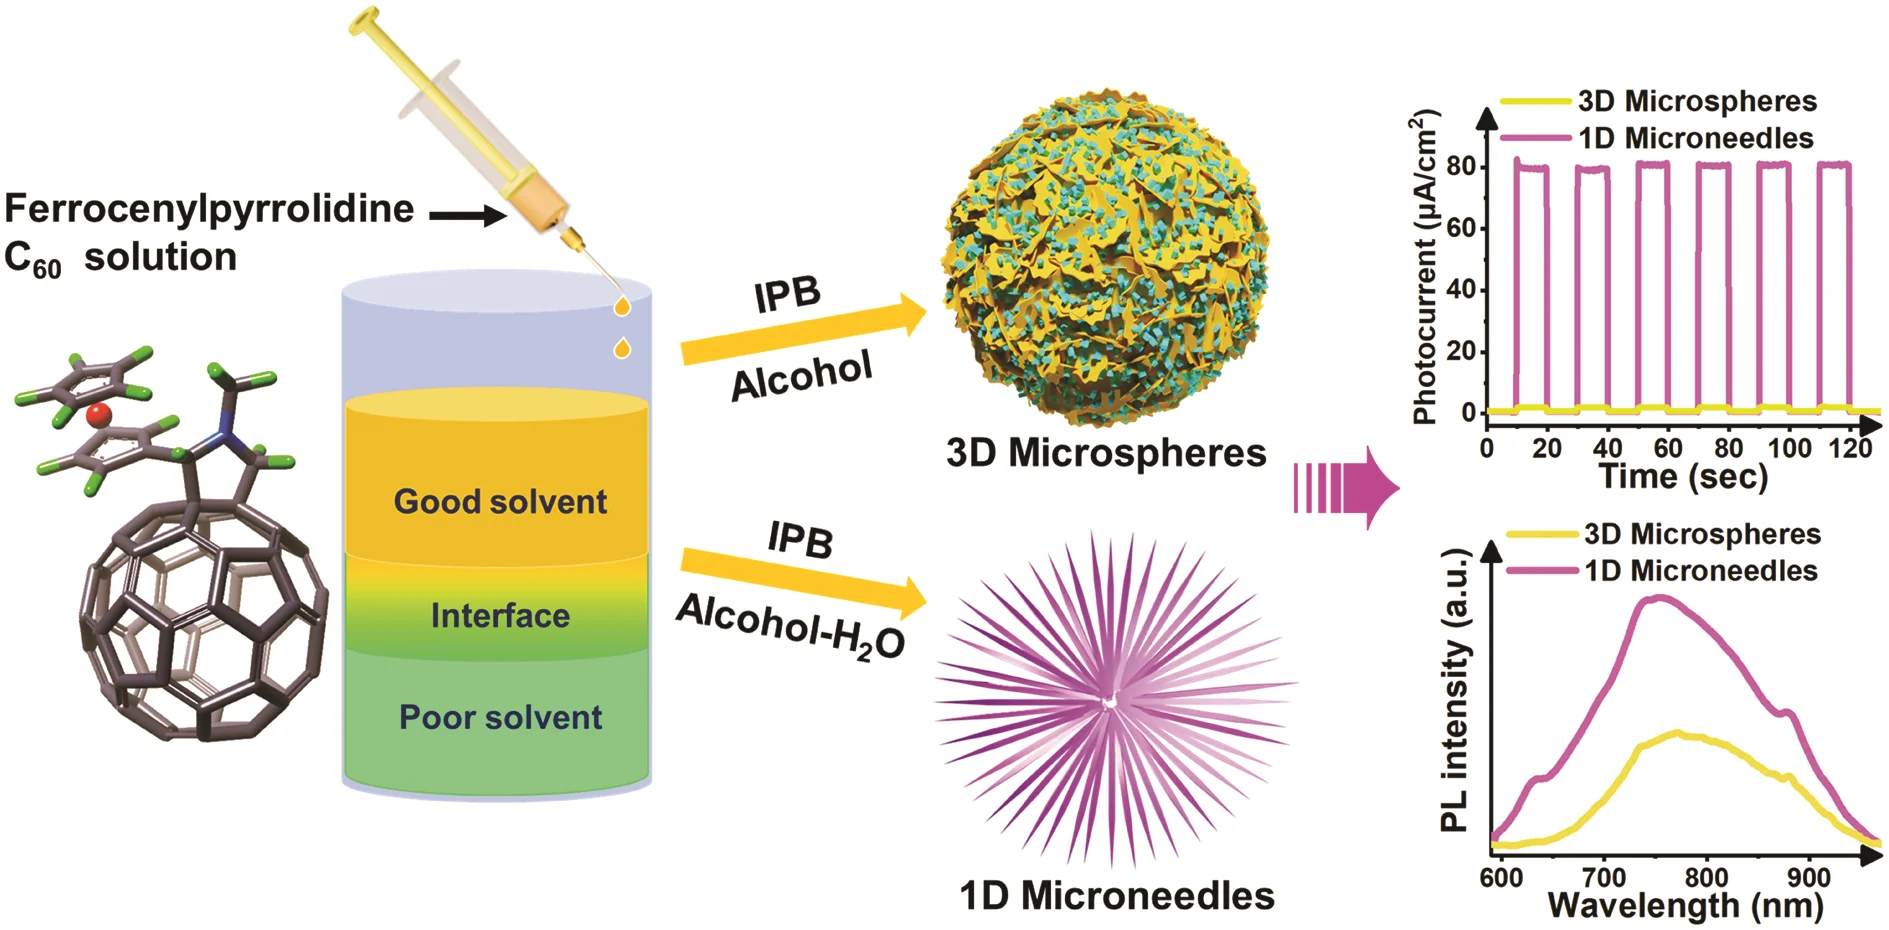 Ferrocenylpyrrolidine
C₆₀ solution
Good solvent
Interface
Poor solvent
IPB
Alcohol
IPB
Alcohol-H₂O
3D Microspheres
1D Microneedles
3D Microspheres
1D Microneedles
Photocurrent (μA/cm²)
80
60
40
20
0
0 20 40 60 80 100 120
Time (sec)
3D Microspheres
1D Microneedles
PL intensity (a.u.)
600 700 800 900
Wavelength (nm)